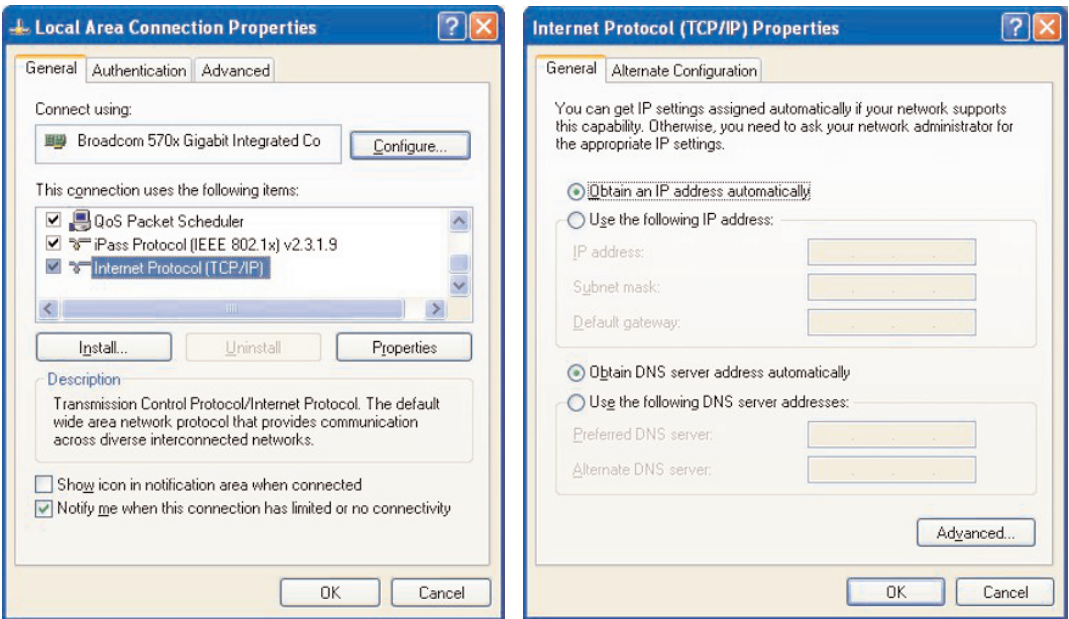 Local Area Connection Properties
General Authentication Advanced
Connect using:
Broadcom 570x Gigabit Integrated Co
Configure...
This connection uses the following items:
QoS Packet Scheduler
iPass Protocol (IEEE 802.1x) v2.3.1.9
Internet Protocol (TCP/IP)
Install... Uninstall Properties
Description
Transmission Control Protocol/Internet Protocol. The default
wide area network protocol that provides communication
across diverse interconnected networks.
Show icon in notification area when connected
Notify me when this connection has limited or no connectivity
OK Cancel
Internet Protocol (TCP/IP) Properties
General Alternate Configuration
You can get IP settings assigned automatically if your network supports
this capability. Otherwise, you need to ask your network administrator for
the appropriate IP settings.
Obtain an IP address automatically
Use the following IP address:
IP address:
Subnet mask:
Default gateway:
Obtain DNS server address automatically
Use the following DNS server addresses:
Preferred DNS server:
Alternate DNS server:
Advanced...
OK Cancel